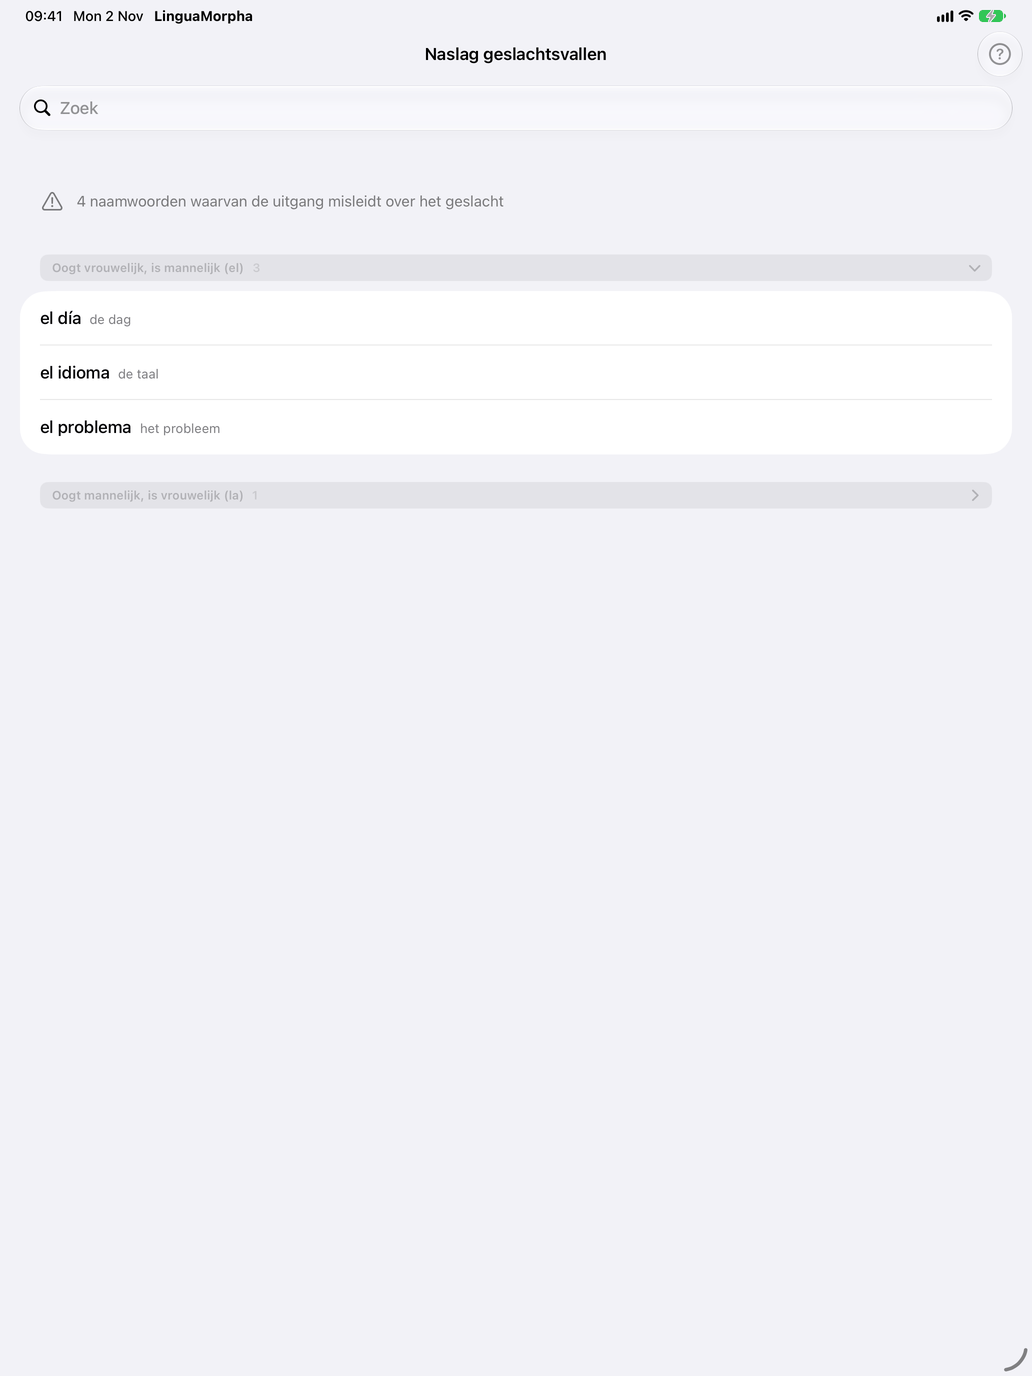 09:41 Mon 2 Nov LinguaMorpha
Naslag geslachtsvallen
Zoek
4 naamwoorden waarvan de uitgang misleidt over het geslacht
Oogt vrouwelijk, is mannelijk (el) 3
el día de dag
el idioma de taal
el problema het probleem
Oogt mannelijk, is vrouwelijk (la) 1